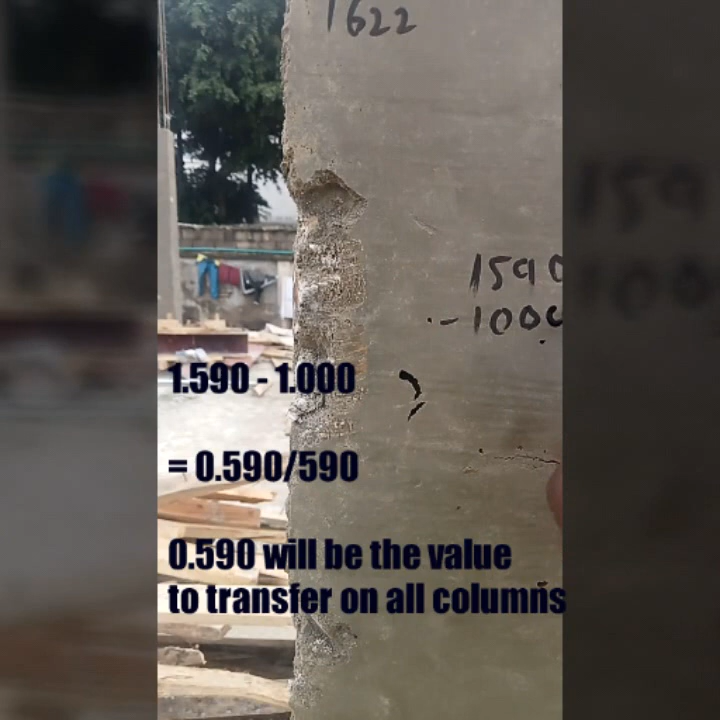 1622
1590
-1000
1.590 - 1.000
= 0.590/590
0.590 will be the value
to transfer on all columns